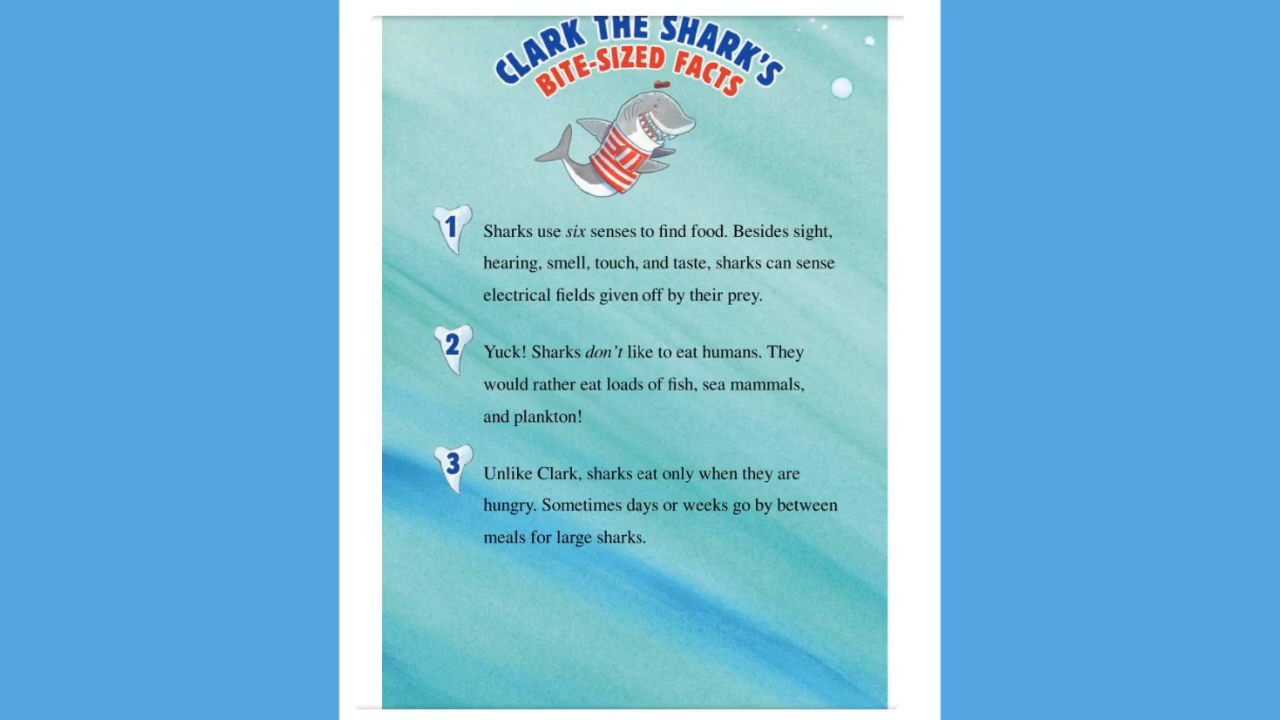 CLARK THE SHARK'S
BITE-SIZED FACTS
1
Sharks use six senses to find food. Besides sight,
hearing, smell, touch, and taste, sharks can sense
electrical fields given off by their prey.
2
Yuck! Sharks don't like to eat humans. They
would rather eat loads of fish, sea mammals,
and plankton!
3
Unlike Clark, sharks eat only when they are
hungry. Sometimes days or weeks go by between
meals for large sharks.